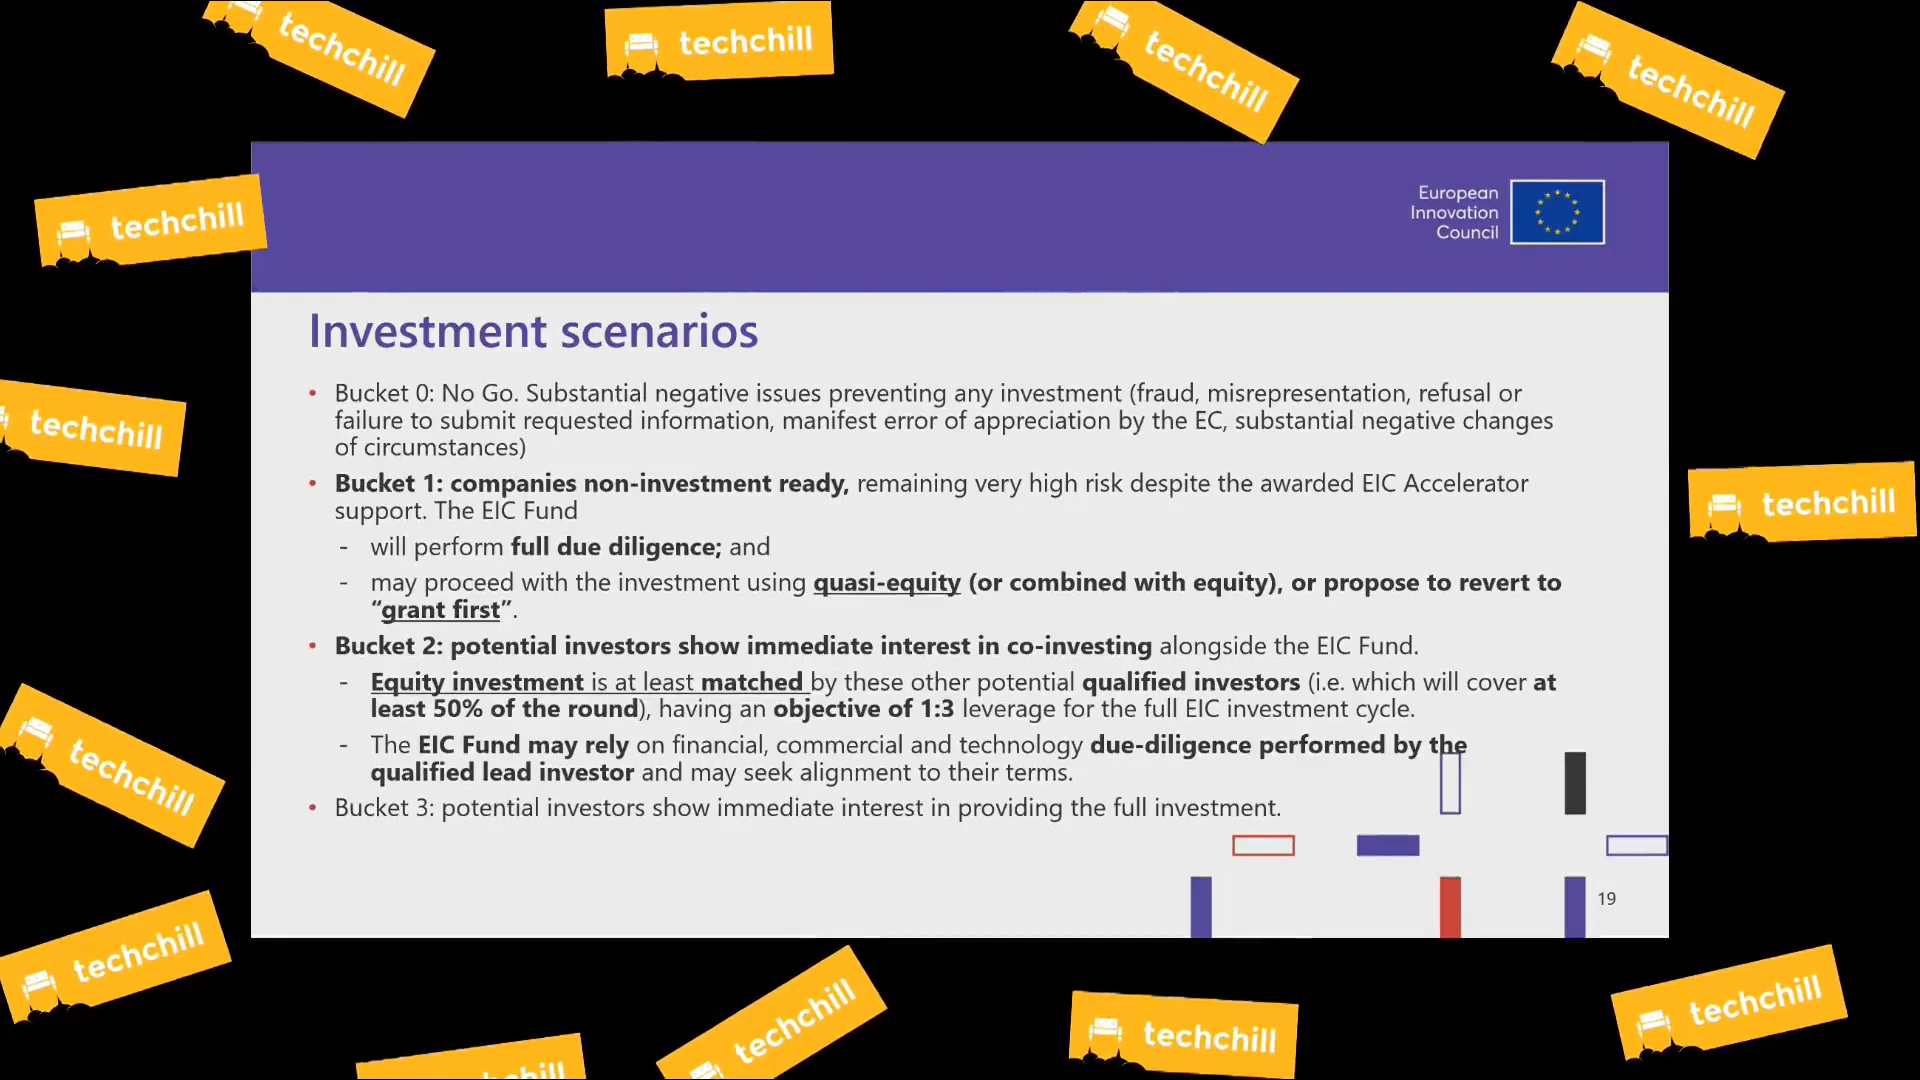 techchill
techchill
techchill
techchill
European
Innovation
Council
techchill
Investment scenarios
• Bucket 0: No Go. Substantial negative issues preventing any investment (fraud, misrepresentation, refusal or
failure to submit requested information, manifest error of appreciation by the EC, substantial negative changes
of circumstances)
techchill
• Bucket 1: companies non-investment ready, remaining very high risk despite the awarded EIC Accelerator
support. The EIC Fund
techchill
- will perform full due diligence; and
- may proceed with the investment using quasi-equity (or combined with equity), or propose to revert to
“grant first”.
• Bucket 2: potential investors show immediate interest in co-investing alongside the EIC Fund.
- Equity investment is at least matched by these other potential qualified investors (i.e. which will cover at
least 50% of the round), having an objective of 1:3 leverage for the full EIC investment cycle.
- The EIC Fund may rely on financial, commercial and technology due-diligence performed by the
qualified lead investor and may seek alignment to their terms.
techchill
• Bucket 3: potential investors show immediate interest in providing the full investment.
19
techchill
techchill
techchill
techchill
techchill